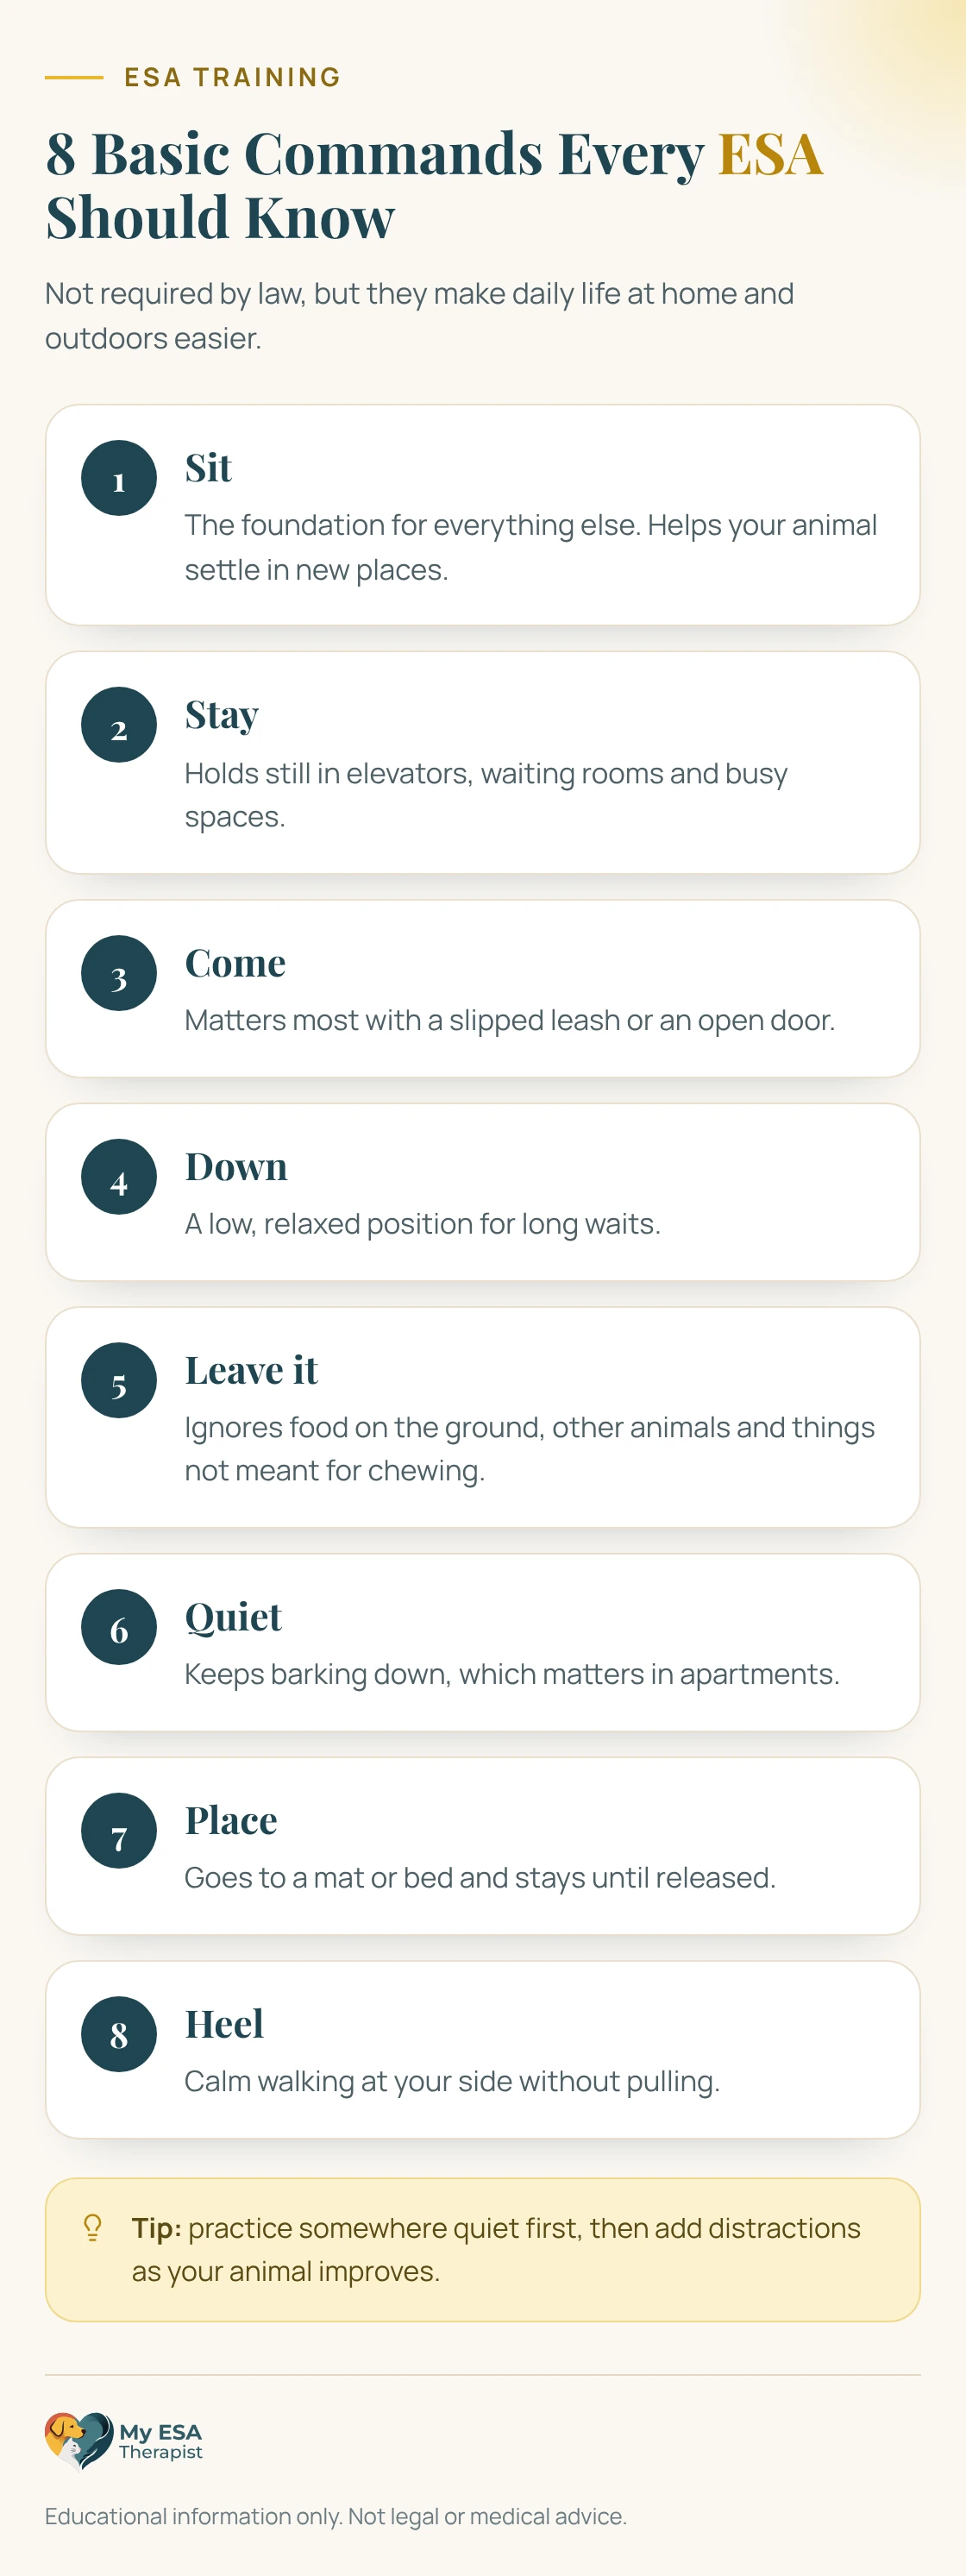 ESA TRAINING
8 Basic Commands Every ESA
Should Know
Not required by law, but they make daily life at home and
outdoors easier.
1
Sit
The foundation for everything else. Helps your animal
settle in new places.
2
Stay
Holds still in elevators, waiting rooms and busy
spaces.
3
Come
Matters most with a slipped leash or an open door.
4
Down
A low, relaxed position for long waits.
5
Leave it
Ignores food on the ground, other animals and things
not meant for chewing.
6
Quiet
Keeps barking down, which matters in apartments.
7
Place
Goes to a mat or bed and stays until released.
8
Heel
Calm walking at your side without pulling.
Tip: practice somewhere quiet first, then add distractions
as your animal improves.
My ESA
Therapist
Educational information only. Not legal or medical advice.